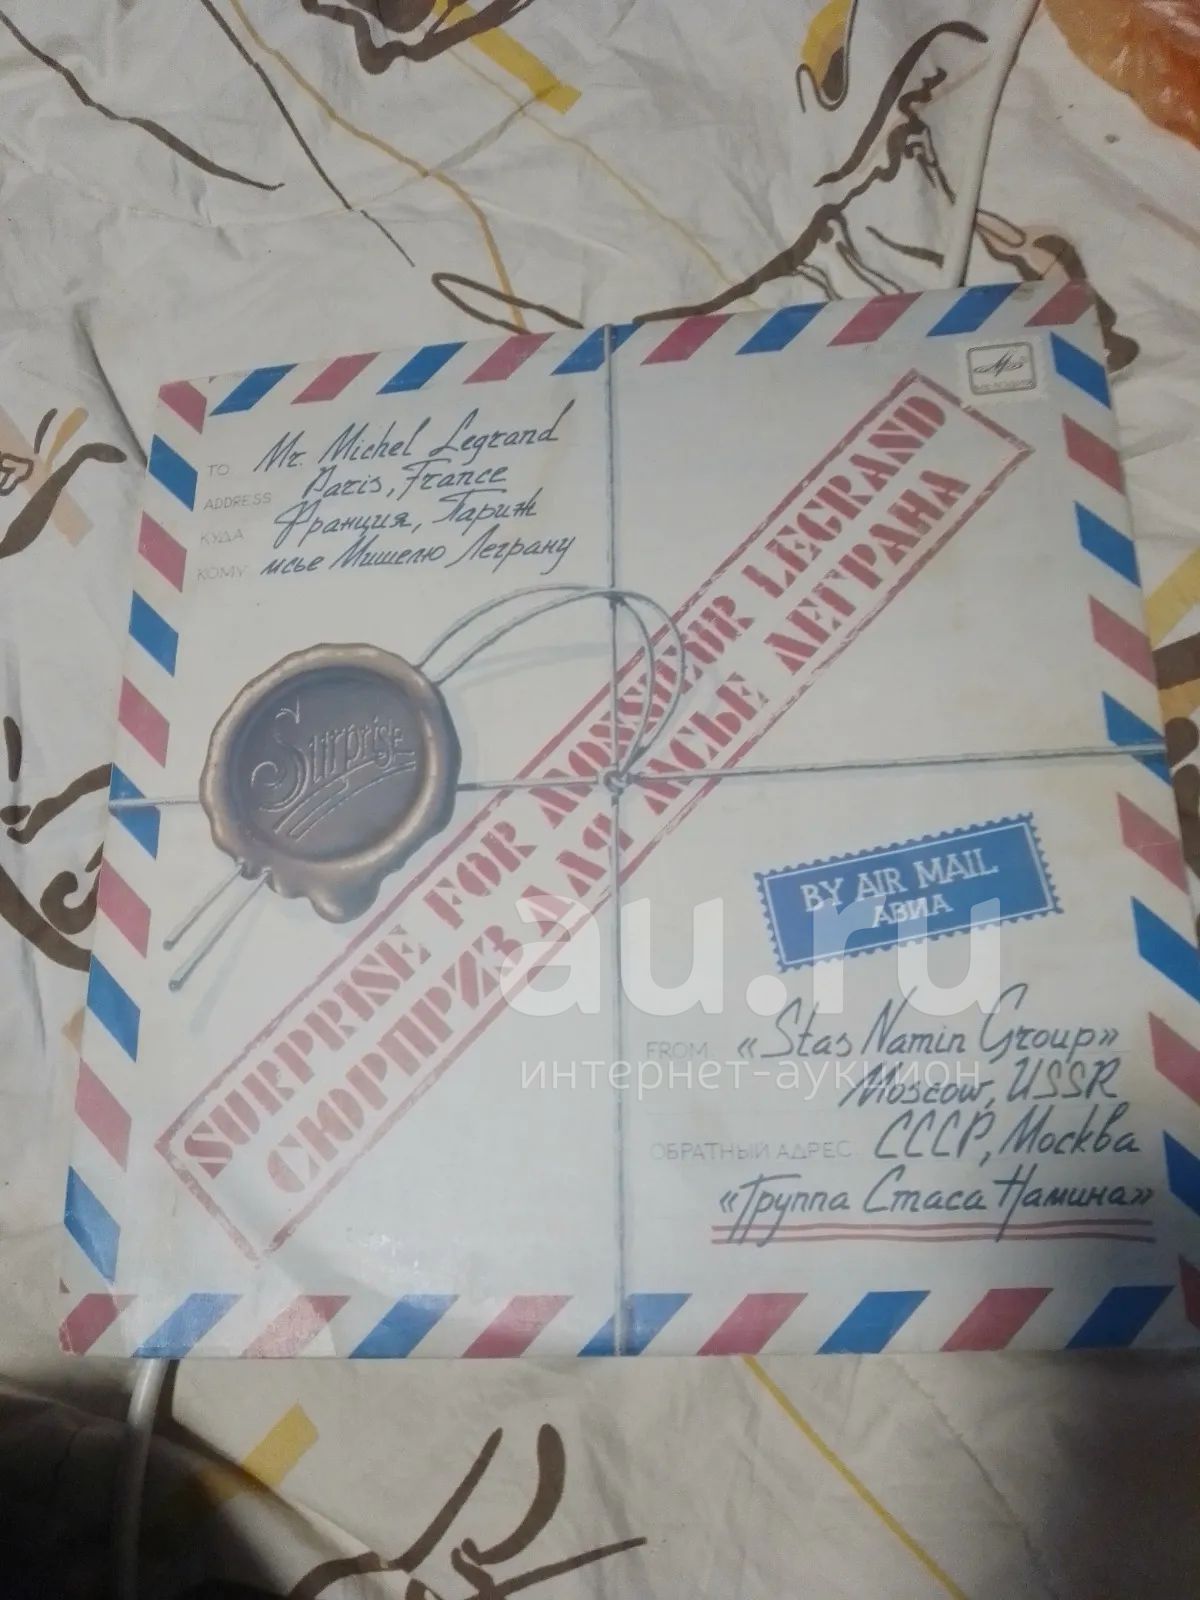 TO Mr. Michel Legrand
ADDRESS Paris, France
КУДА Франция, Париж
КОМУ мсье Мишелю Леграну
Surprise
SURPRISE FOR MONSIEUR LEGRAND
СЮРПРИЗ ДЛЯ МСЬЕ ЛЕГРАНА
BY AIR MAIL
АВИА
au.ru
интернет-аукцион
FROM «Stas Namin Group»
Moscow, USSR
ОБРАТНЫЙ АДРЕС СССР, Москва
«Группа Стаса Намина»